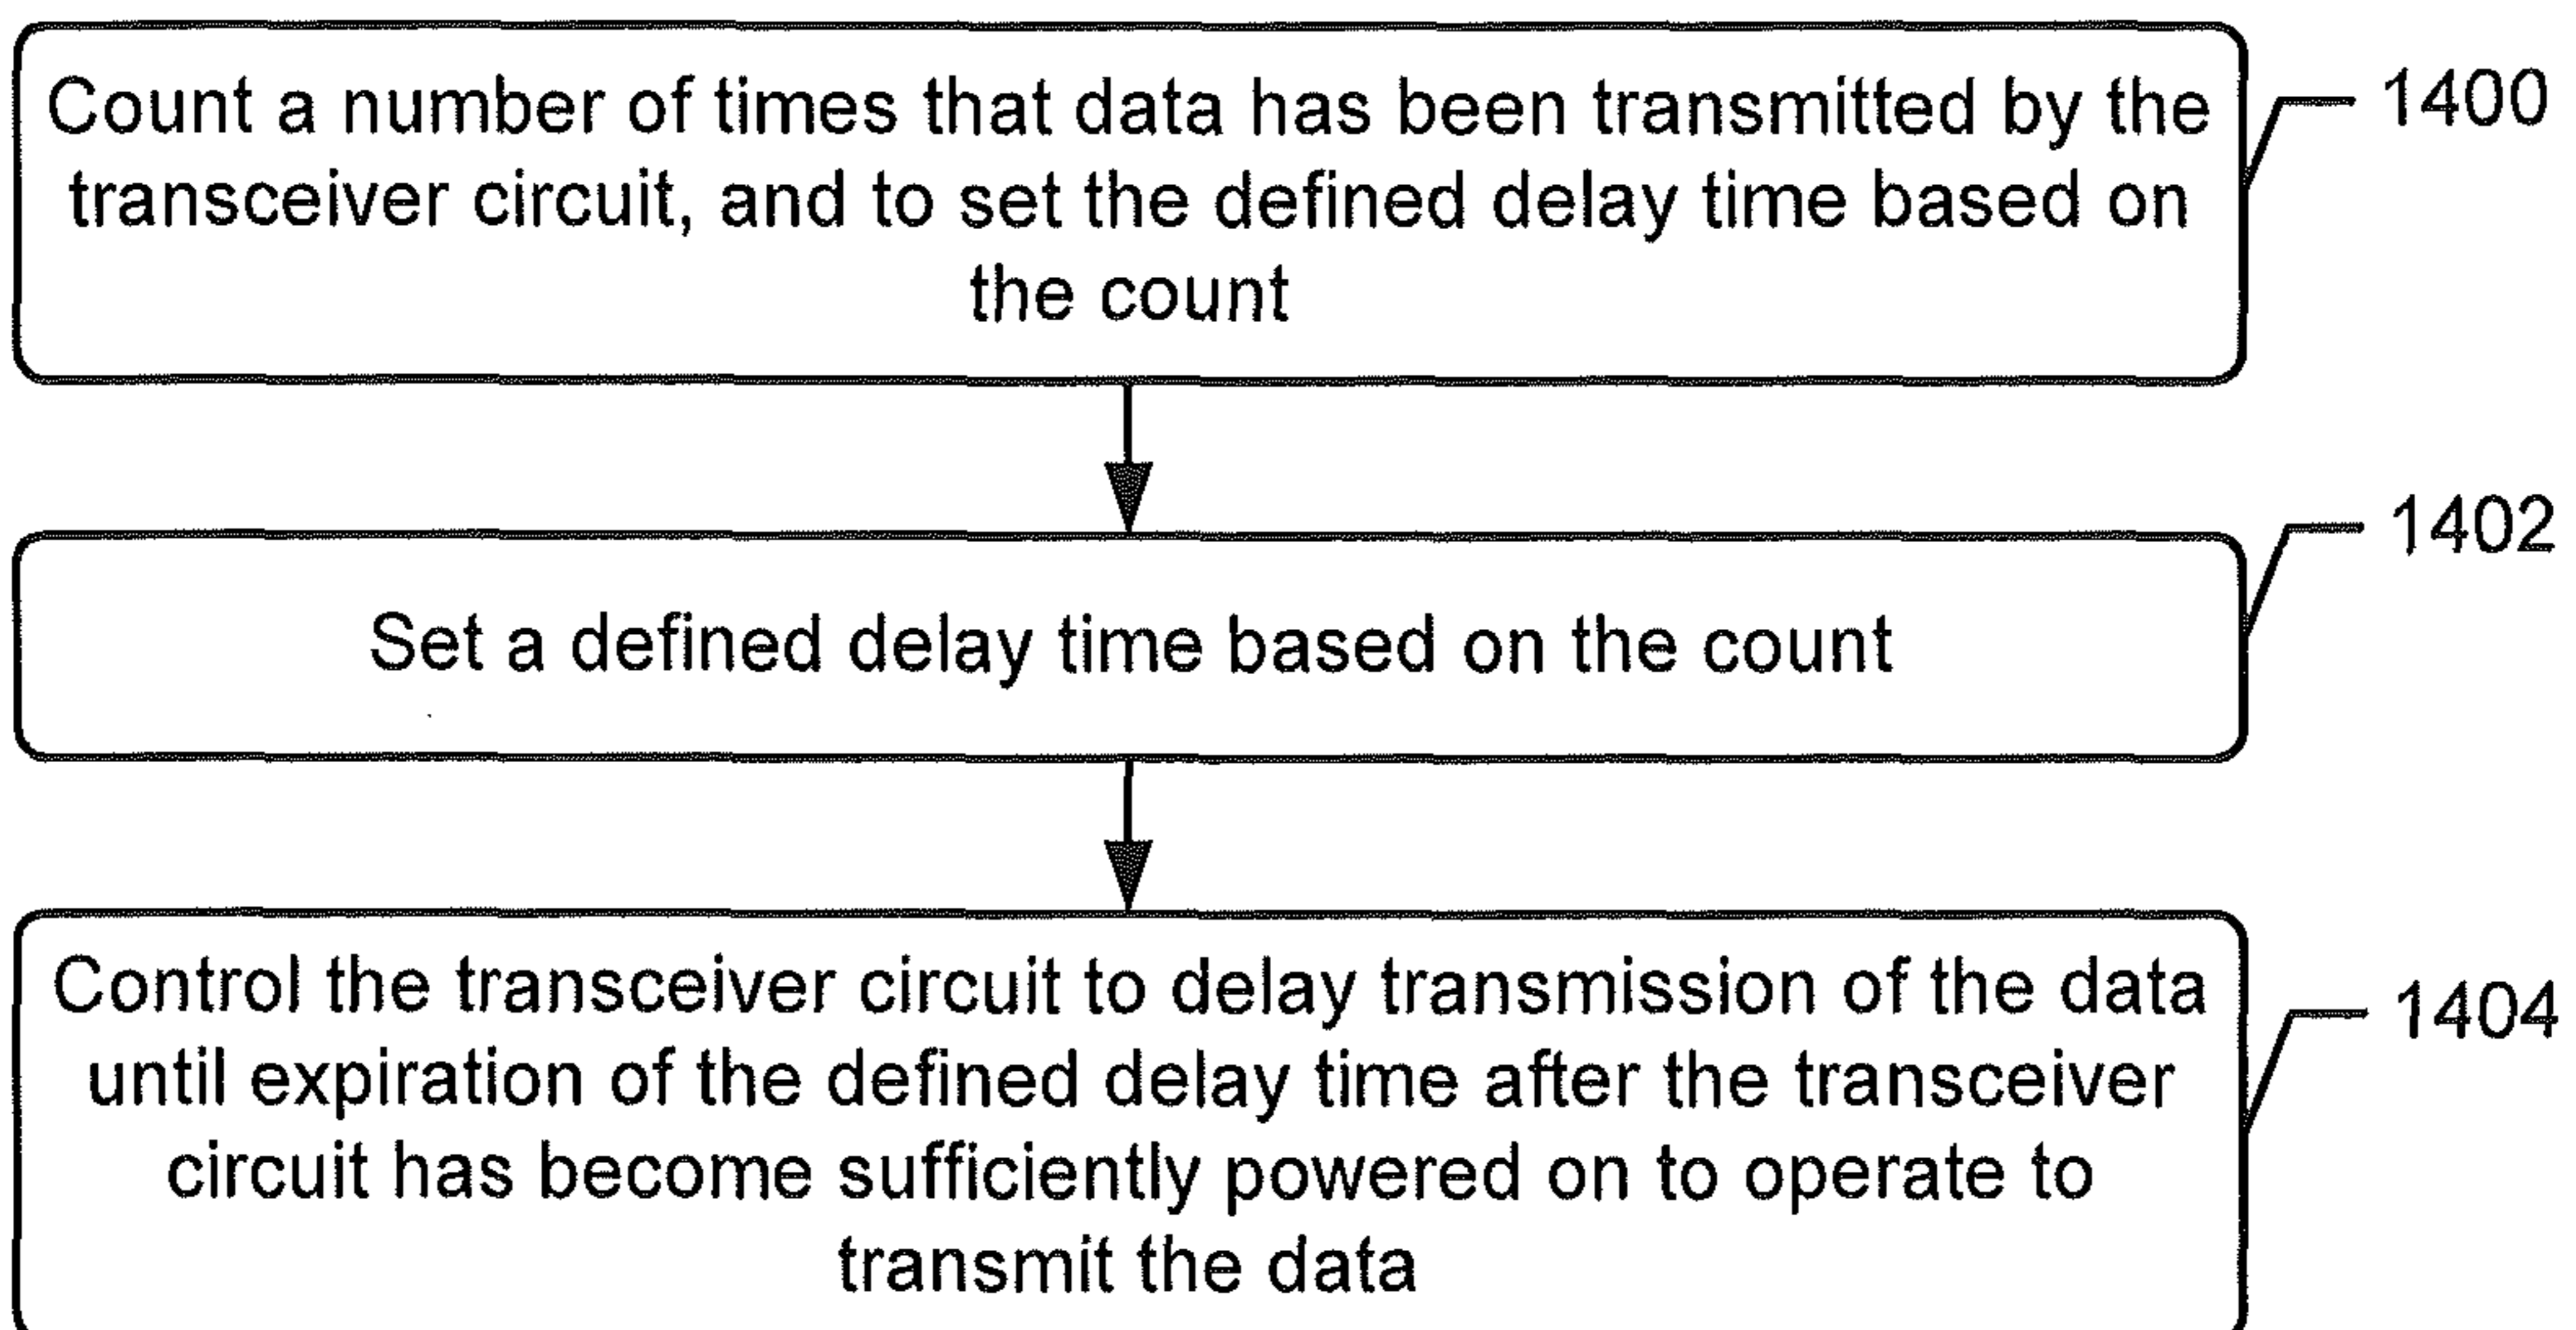 Count a number of times that data has been transmitted by the
transceiver circuit, and to set the defined delay time based on
the count
1400
Set a defined delay time based on the count
1402
Control the transceiver circuit to delay transmission of the data
until expiration of the defined delay time after the transceiver
circuit has become sufficiently powered on to operate to
transmit the data
1404